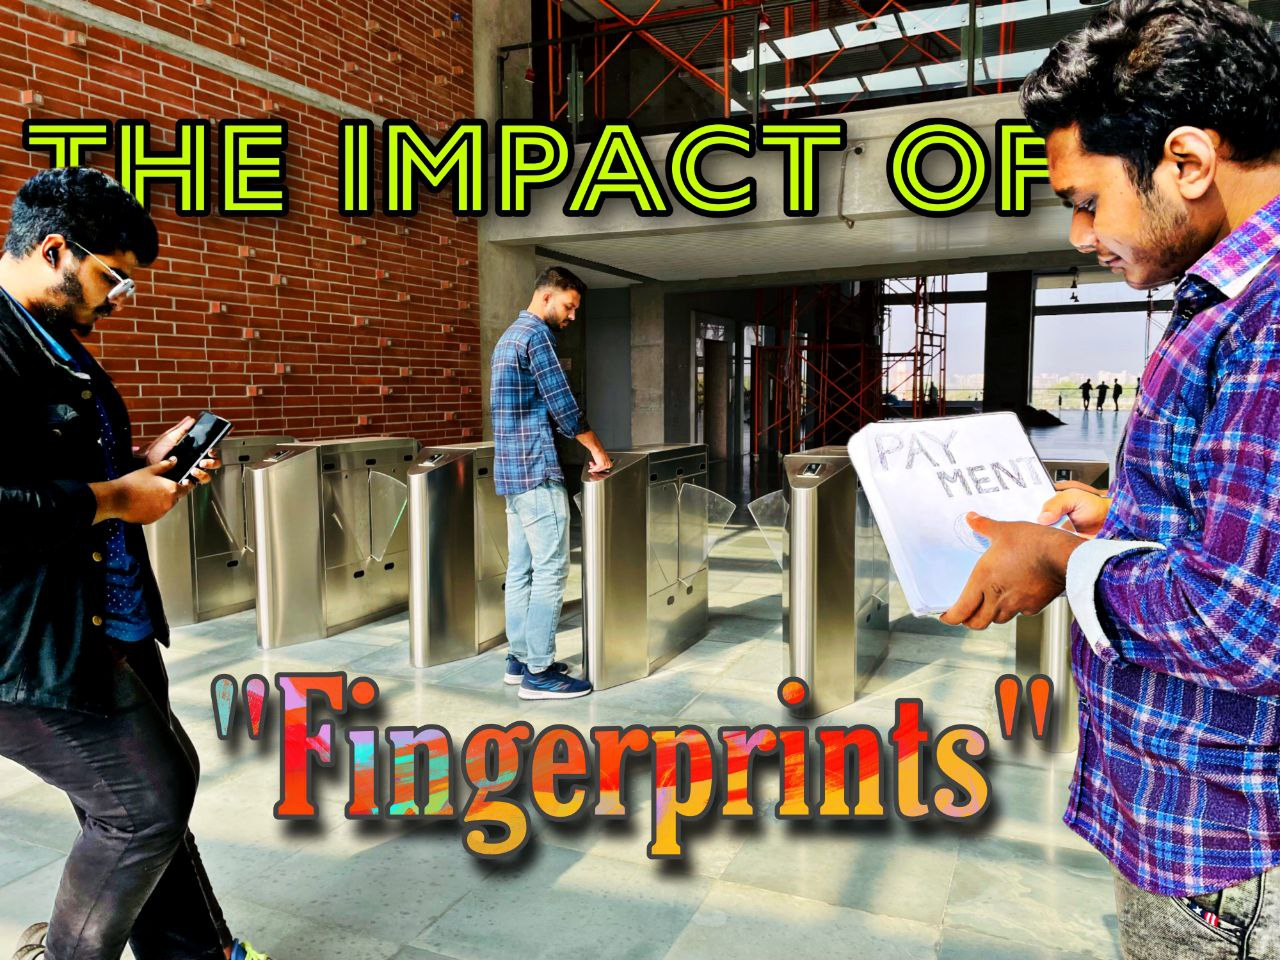 THE IMPACT OF
PAY
MENT
"Fingerprints"